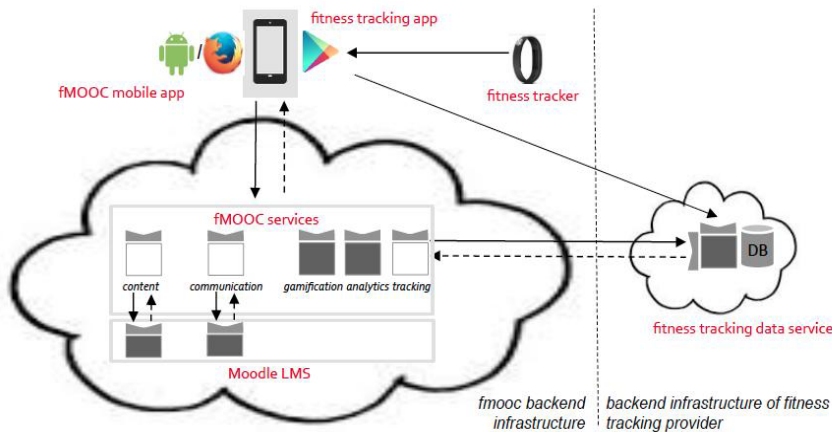 fitness tracking app
fMOOC mobile app
fitness tracker
fMOOC services
content communication gamification analytics tracking
DB
fitness tracking data service
Moodle LMS
fmooc backend
infrastructure
backend infrastructure of fitness
tracking provider